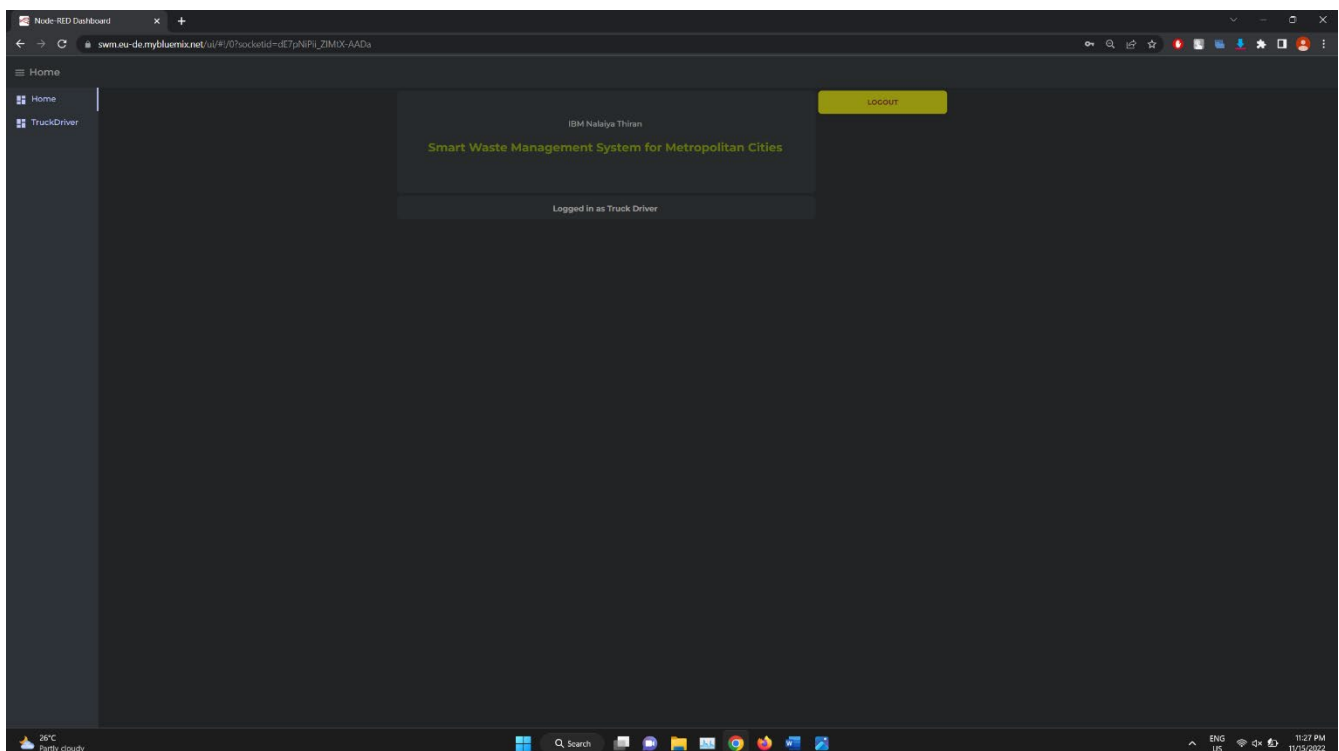 Node-RED Dashboard
swm.eu-de.mybluemix.net/ui/#!/0?socketid=dE7pNiPii_ZIMtX-AADa
Home
Home
TruckDriver
IBM Nalaiya Thiran
Smart Waste Management System for Metropolitan Cities
Logged in as Truck Driver
LOGOUT
26°C
Partly cloudy
Search
ENG
US
11:27 PM
11/15/2022